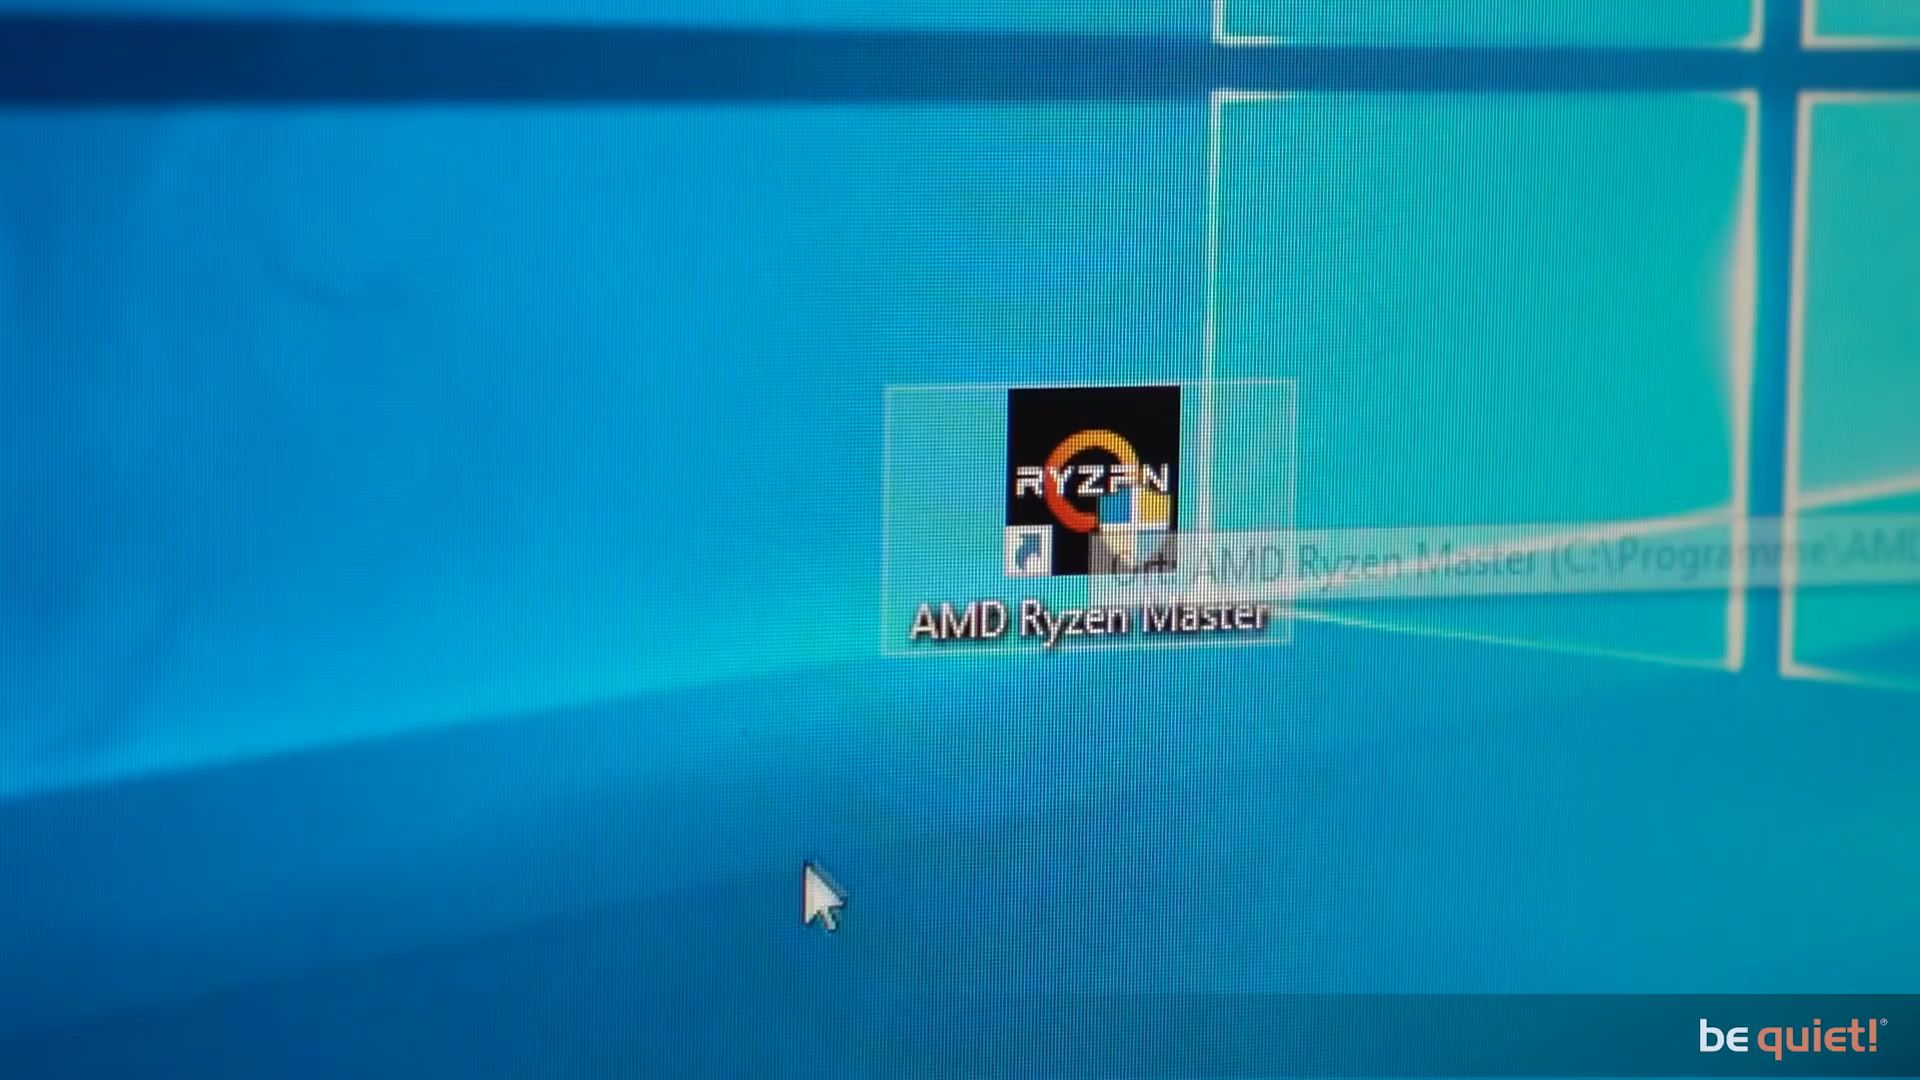 RYZEN
AMD Ryzen Master (C:\Programme\AMD
AMD Ryzen Master
be quiet!®